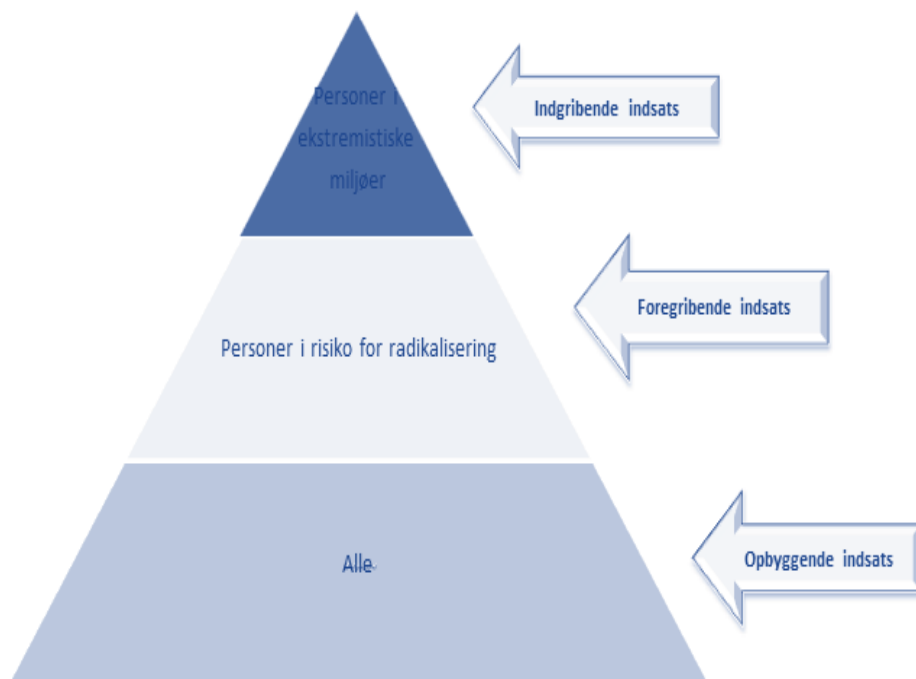 Personer i
ekstremistiske
miljøer
Indgribende indsats
Personer i risiko for radikalisering
Foregribende indsats
Alle
Opbyggende indsats